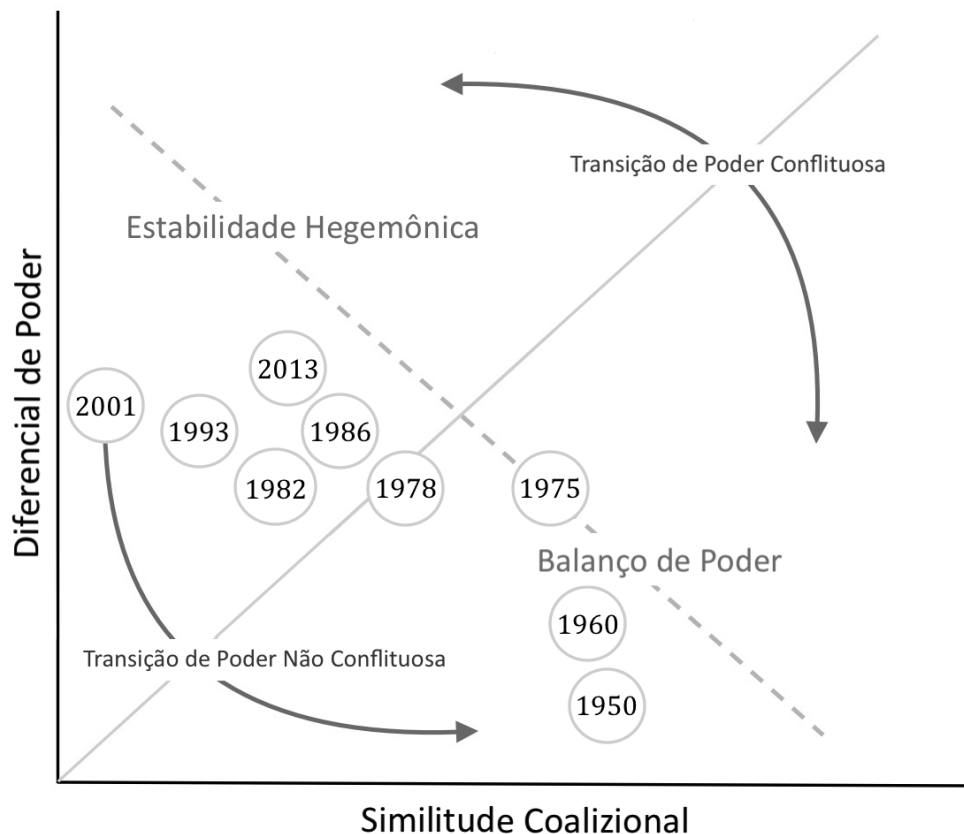 Transição de Poder Conflituosa
Estabilidade Hegemônica
Diferencial de Poder
2013
2001
1993
1986
1982
1978
1975
Balanço de Poder
1960
Transição de Poder Não Conflituosa
1950
Similitude Coalizional